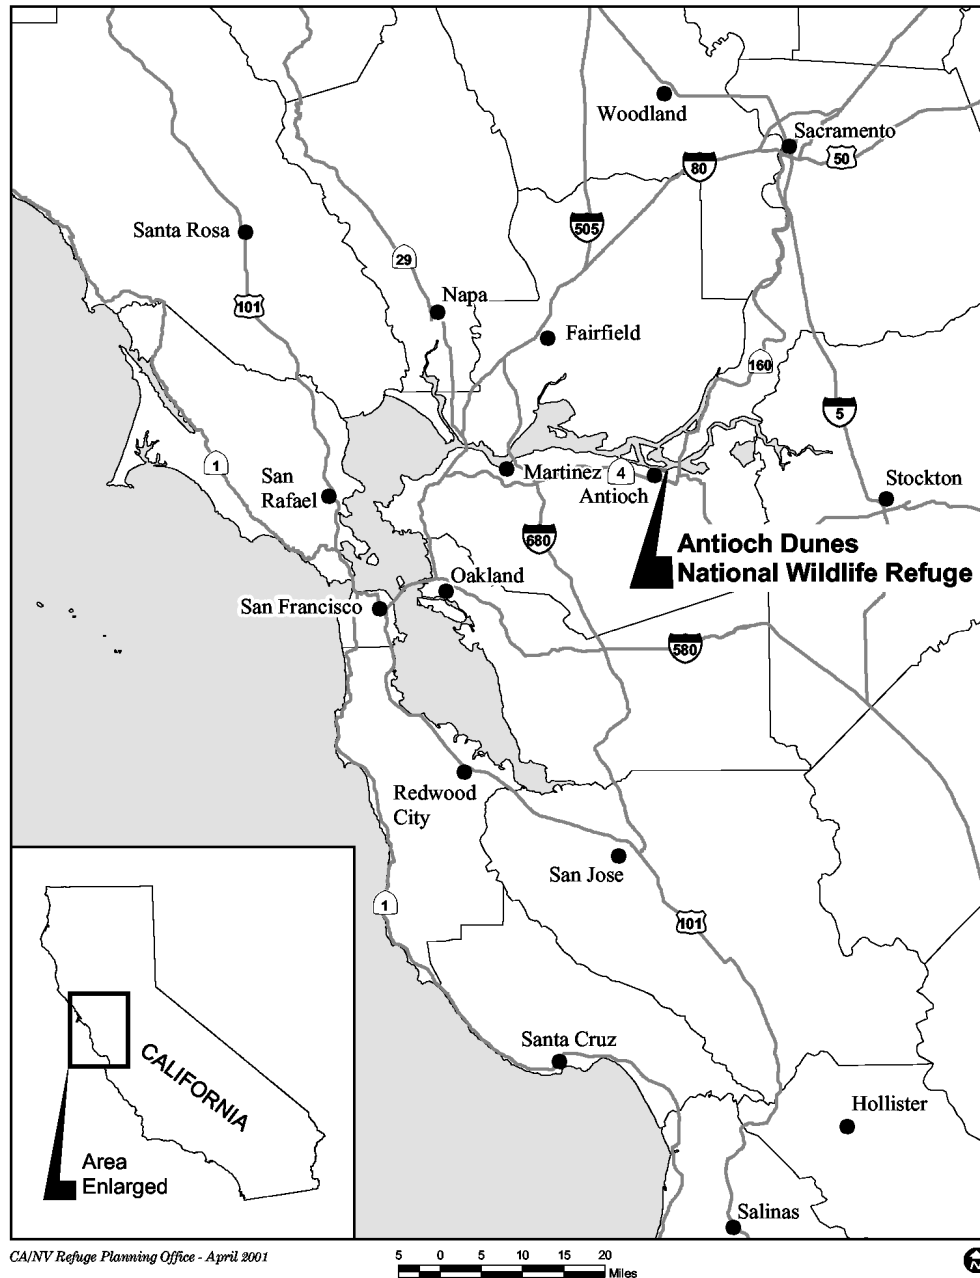 Woodland
Sacramento
80
50
505
Santa Rosa
29
101
Napa
Fairfield
160
5
1
San
Rafael
Martinez
4
Antioch
Stockton
680
Antioch Dunes
National Wildlife Refuge
Oakland
San Francisco
580
Redwood
City
San Jose
1
101
Santa Cruz
Hollister
Salinas
CALIFORNIA
Area
Enlarged
CA/NV Refuge Planning Office - April 2001
5 0 5 10 15 20
Miles